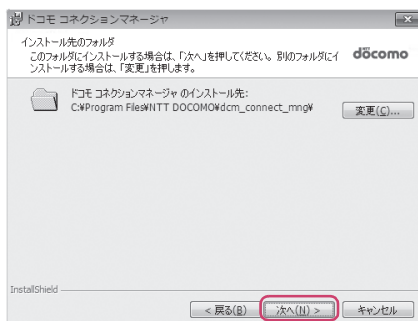 ドコモ コネクションマネージャ
インストール先のフォルダ
このフォルダにインストールする場合は、「次へ」を押してください。別のフォルダにイ
ンストールする場合は、「変更」を押します。
döcomo
ドコモ コネクションマネージャ のインストール先:
C:¥Program Files¥NTT DOCOMO¥dcm_connect_mng¥
変更(C)...
InstallShield
< 戻る(B)
次へ(N) >
キャンセル